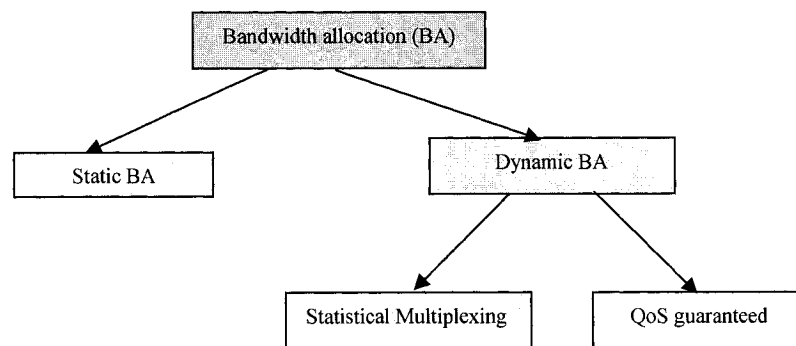 Bandwidth allocation (BA)
Static BA
Dynamic BA
Statistical Multiplexing
QoS guaranteed